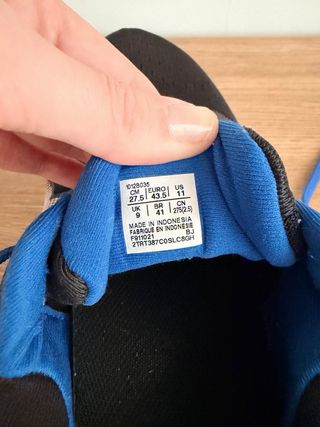 1012B035
CM EURO US
27.5 43.5 11
UK BR CN
9 41 275(2.5)
MADE IN INDONESIA
FABRIQUE EN INDONESIE
F911021 BJ
2TRT387C0SLC8GH